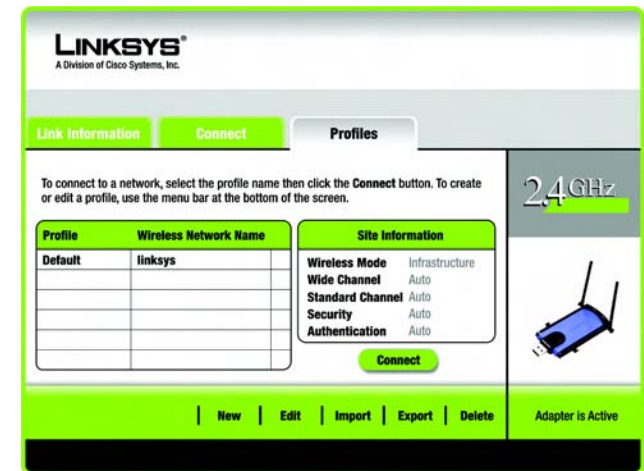 LINKSYS®
A Division of Cisco Systems, Inc.
Link Information Connect Profiles
To connect to a network, select the profile name then click the Connect button. To create
or edit a profile, use the menu bar at the bottom of the screen.
2,4GHz
Profile Wireless Network Name
Default linksys
Site Information
Wireless Mode Infrastructure
Wide Channel Auto
Standard Channel Auto
Security Auto
Authentication Auto
Connect
New Edit Import Export Delete
Adapter is Active